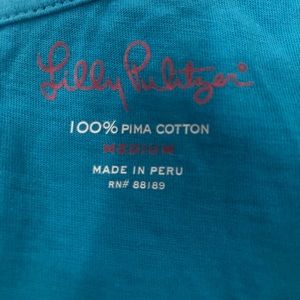 Lilly Pulitzer®
100% PIMA COTTON
MEDIUM
MADE IN PERU
RN# 88189